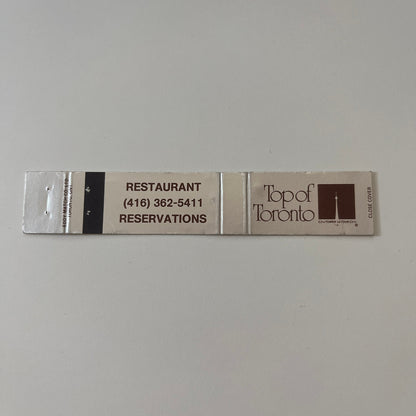 RESTAURANT
(416) 362-5411
RESERVATIONS
Top of
Toronto
CLOSE COVER